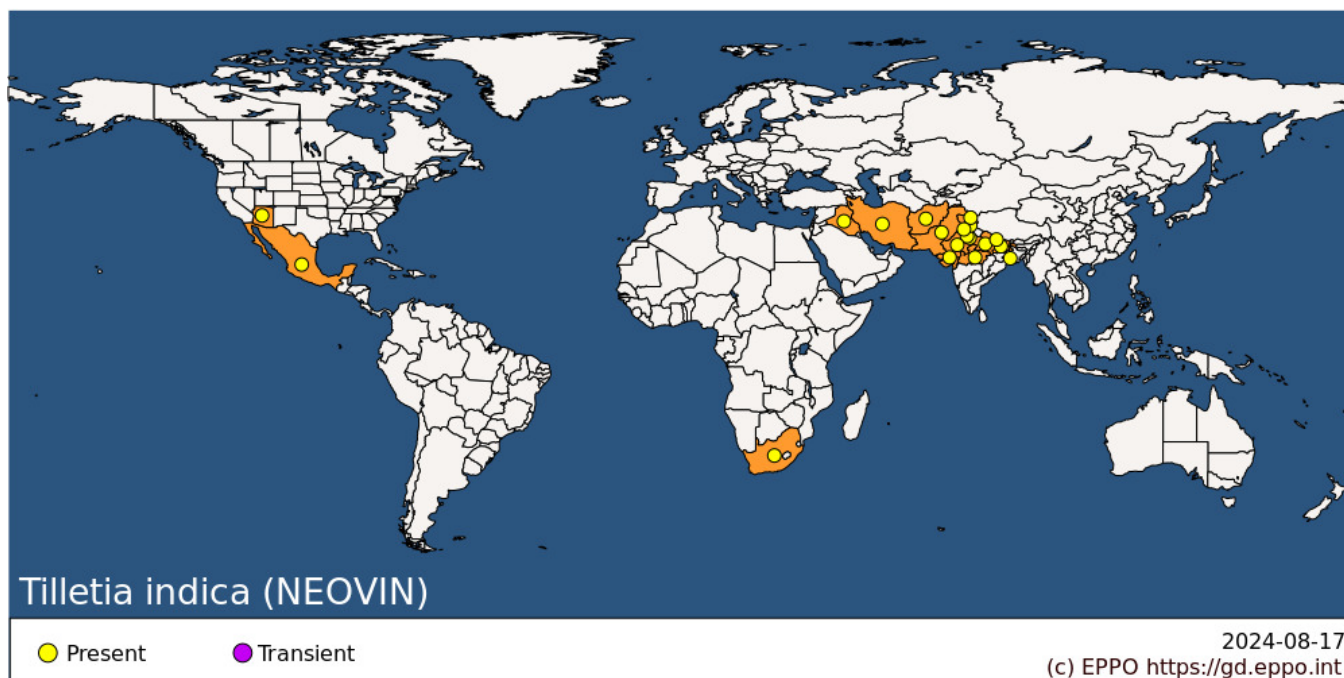 Tilletia indica (NEOVIN)
Present
Transient
2024-08-17
(c) EPPO https://gd.eppo.int